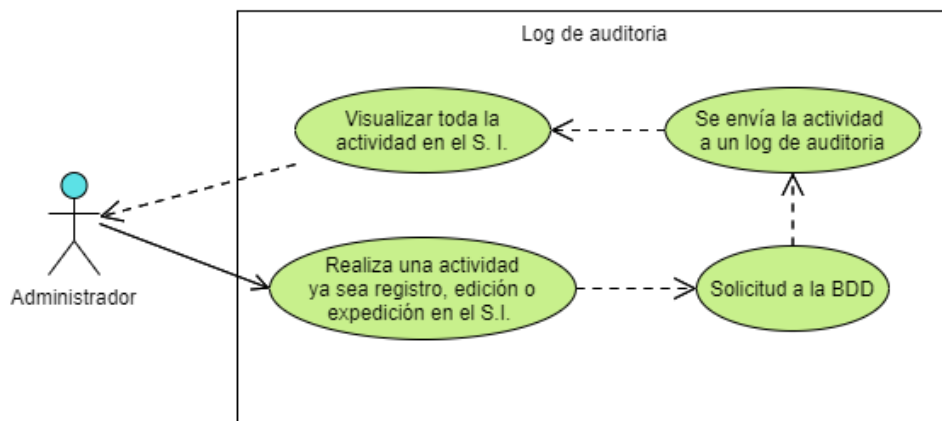 Log de auditoria
Visualizar toda la
actividad en el S. I.
Se envía la actividad
a un log de auditoria
Administrador
Realiza una actividad
ya sea registro, edición o
expedición en el S.I.
Solicitud a la BDD